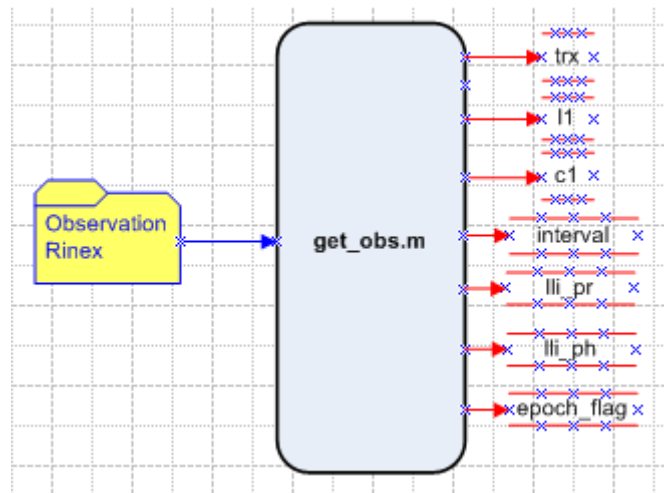 trx
l1
c1
Observation
Rinex
get_obs.m
interval
lli_pr
lli_ph
epoch_flag